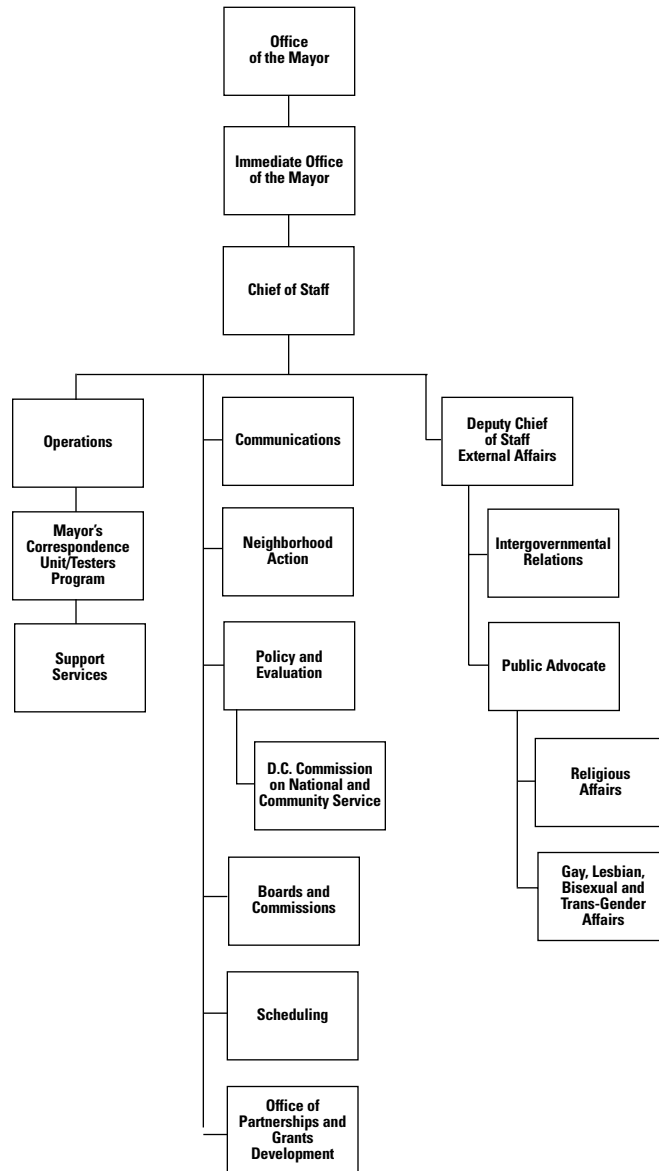 Office
of the Mayor
Immediate Office
of the Mayor
Chief of Staff
Operations
Mayor's
Correspondence
Unit/Testers
Program
Support
Services
Communications
Neighborhood
Action
Policy and
Evaluation
D.C. Commission
on National and
Community Service
Boards and
Commissions
Scheduling
Office of
Partnerships and
Grants
Development
Deputy Chief
of Staff
External Affairs
Intergovernmental
Relations
Public Advocate
Religious
Affairs
Gay, Lesbian,
Bisexual and
Trans-Gender
Affairs